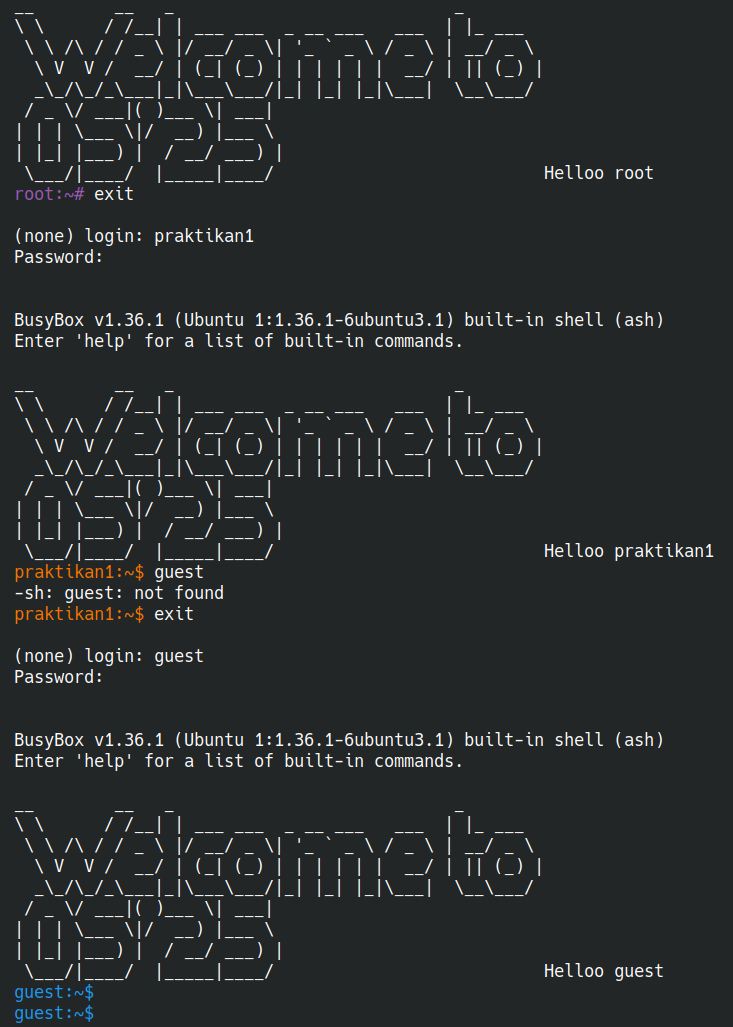 __        __   _                            _
\ \      / /__| | ___ ___  _ __ ___   ___  | |_ ___
 \ \ /\ / / _ \ |/ __/ _ \| '_ ` _ \ / _ \ | __/ _ \
  \ V  V /  __/ | (_| (_) | | | | | |  __/ | || (_) |
  _\_/\_/_\___|_|\___\___/|_| |_| |_|\___|  \__\___/
 / _ \/ ___|( )___ \| ___|
| | | \___ \|/  __) |___ \
| |_| |___) |  / __/ ___) |
 \___/|____/  |_____|____/                           Helloo root
root:~# exit
(none) login: praktikan1
Password:
BusyBox v1.36.1 (Ubuntu 1:1.36.1-6ubuntu3.1) built-in shell (ash)
Enter 'help' for a list of built-in commands.
__        __   _                            _
\ \      / /__| | ___ ___  _ __ ___   ___  | |_ ___
 \ \ /\ / / _ \ |/ __/ _ \| '_ ` _ \ / _ \ | __/ _ \
  \ V  V /  __/ | (_| (_) | | | | | |  __/ | || (_) |
  _\_/\_/_\___|_|\___\___/|_| |_| |_|\___|  \__\___/
 / _ \/ ___|( )___ \| ___|
| | | \___ \|/  __) |___ \
| |_| |___) |  / __/ ___) |
 \___/|____/  |_____|____/                           Helloo praktikan1
praktikan1:~$ guest
-sh: guest: not found
praktikan1:~$ exit
(none) login: guest
Password:
BusyBox v1.36.1 (Ubuntu 1:1.36.1-6ubuntu3.1) built-in shell (ash)
Enter 'help' for a list of built-in commands.
__        __   _                            _
\ \      / /__| | ___ ___  _ __ ___   ___  | |_ ___
 \ \ /\ / / _ \ |/ __/ _ \| '_ ` _ \ / _ \ | __/ _ \
  \ V  V /  __/ | (_| (_) | | | | | |  __/ | || (_) |
  _\_/\_/_\___|_|\___\___/|_| |_| |_|\___|  \__\___/
 / _ \/ ___|( )___ \| ___|
| | | \___ \|/  __) |___ \
| |_| |___) |  / __/ ___) |
 \___/|____/  |_____|____/                           Helloo guest
guest:~$
guest:~$